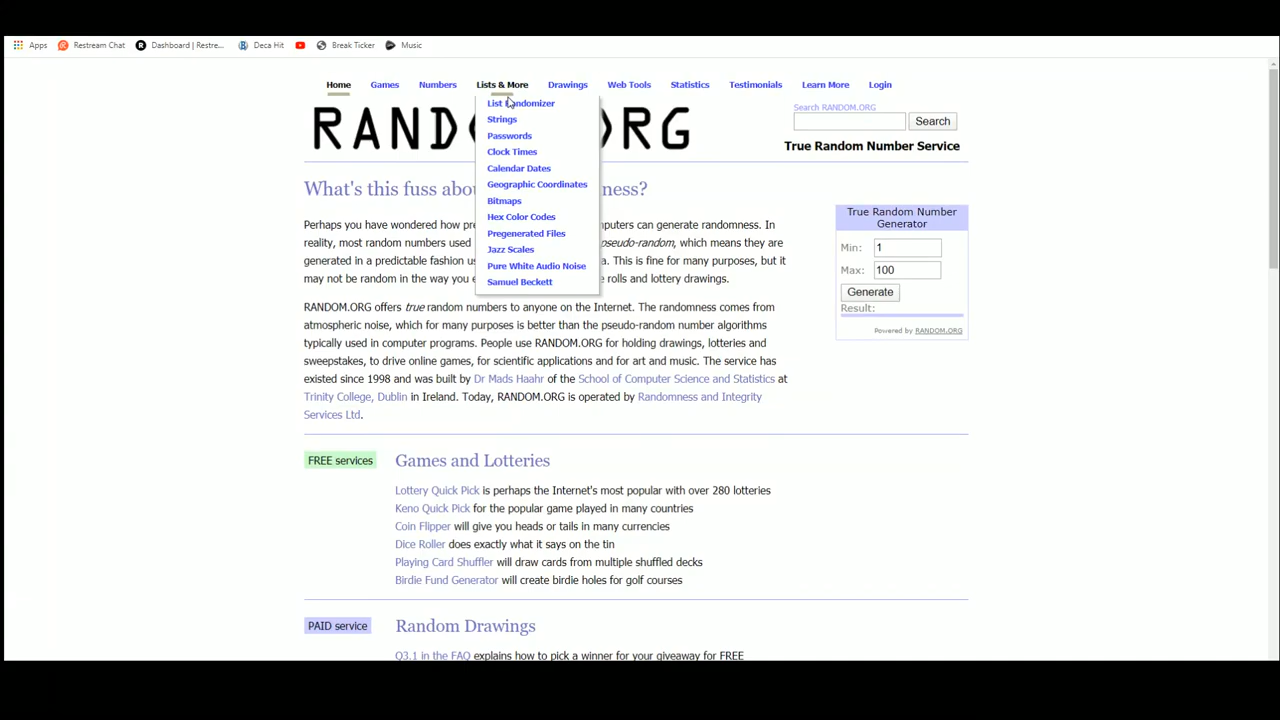 Apps Restream Chat Dashboard | Restre... Deca Hit Break Ticker Music
Home Games Numbers Lists & More Drawings Web Tools Statistics Testimonials Learn More Login
List Randomizer
Strings
Passwords
Clock Times
Calendar Dates
Geographic Coordinates
Bitmaps
Hex Color Codes
Pregenerated Files
Jazz Scales
Pure White Audio Noise
Samuel Beckett
Search RANDOM.ORG
Search
RAND .ORG
True Random Number Service
What's this fuss abou ness?
Perhaps you have wondered how pre puters can generate randomness. In
reality, most random numbers used pseudo-random, which means they are
generated in a predictable fashion us a. This is fine for many purposes, but it
may not be random in the way you e rolls and lottery drawings.
RANDOM.ORG offers true random numbers to anyone on the Internet. The randomness comes from
atmospheric noise, which for many purposes is better than the pseudo-random number algorithms
typically used in computer programs. People use RANDOM.ORG for holding drawings, lotteries and
sweepstakes, to drive online games, for scientific applications and for art and music. The service has
existed since 1998 and was built by Dr Mads Haahr of the School of Computer Science and Statistics at
Trinity College, Dublin in Ireland. Today, RANDOM.ORG is operated by Randomness and Integrity
Services Ltd.
True Random Number
Generator
Min: 1
Max: 100
Generate
Result:
Powered by RANDOM.ORG
FREE services
Games and Lotteries
Lottery Quick Pick is perhaps the Internet's most popular with over 280 lotteries
Keno Quick Pick for the popular game played in many countries
Coin Flipper will give you heads or tails in many currencies
Dice Roller does exactly what it says on the tin
Playing Card Shuffler will draw cards from multiple shuffled decks
Birdie Fund Generator will create birdie holes for golf courses
PAID service
Random Drawings
Q3.1 in the FAQ explains how to pick a winner for your giveaway for FREE